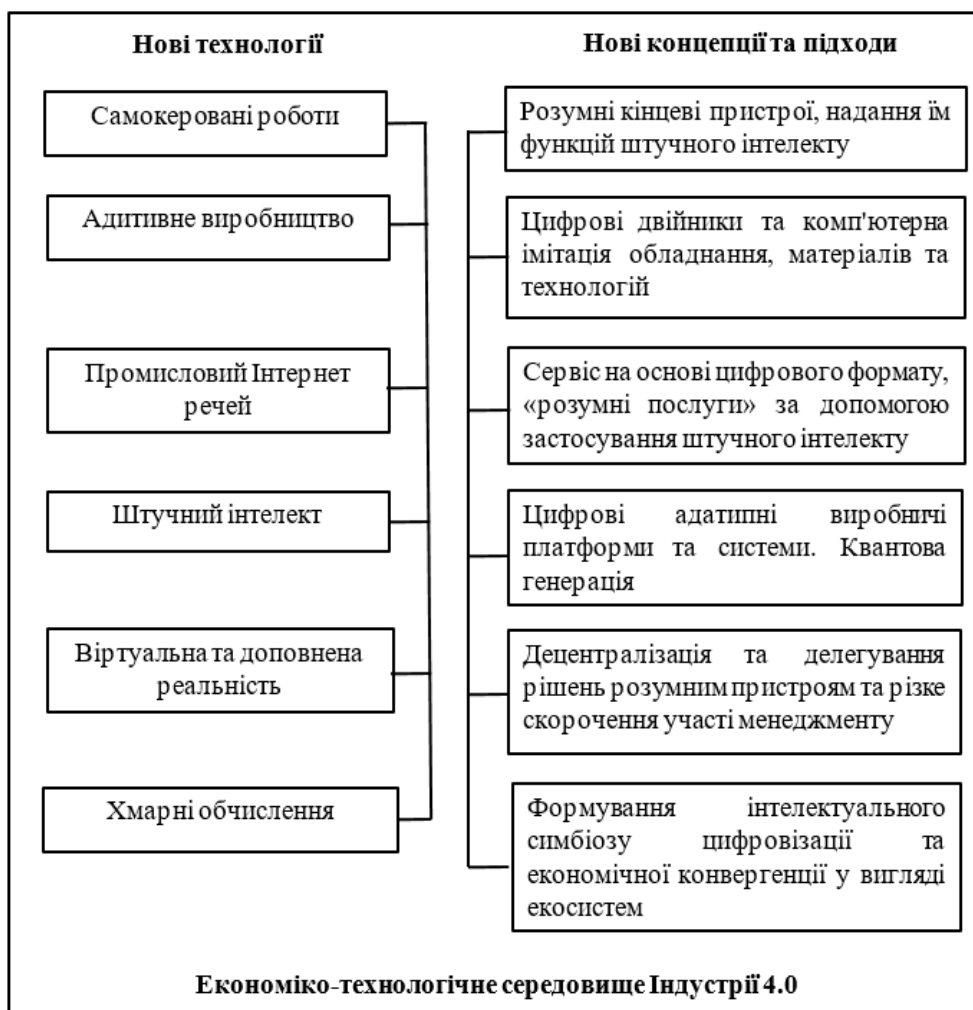 Нові технології
Самокеровані роботи
Адитивне виробництво
Промисловий Інтернет
речей
Штучний інтелект
Віртуальна та доповнена
реальність
Хмарні обчислення
Нові концепції та підходи
Розумні кінцеві пристрої, надання їм
функцій штучного інтелекту
Цифрові двійники та комп'ютерна
імітація обладнання, матеріалів та
технологій
Сервіс на основі цифрового формату,
«розумні послуги» за допомогою
застосування штучного інтелекту
Цифрові адатипні виробничі
платформи та системи. Квантова
генерація
Децентралізація та делегування
рішень розумним пристроям та різке
скорочення участі менеджменту
Формування інтелектуального
симбіозу цифровізації та
економічної конвергенції у вигляді
екосистем
Економіко-технологічне середовище Індустрії 4.0